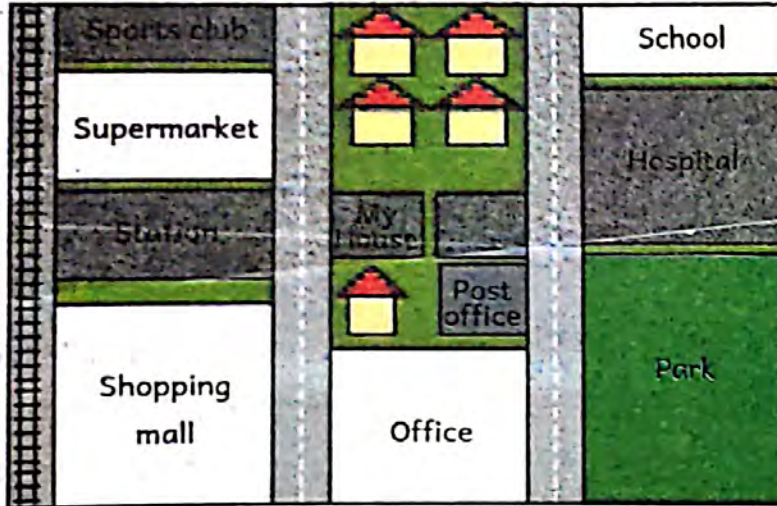 Sports club
School
Supermarket
Hospital
Station
My
House
Post
office
Shopping
mall
Park
Office